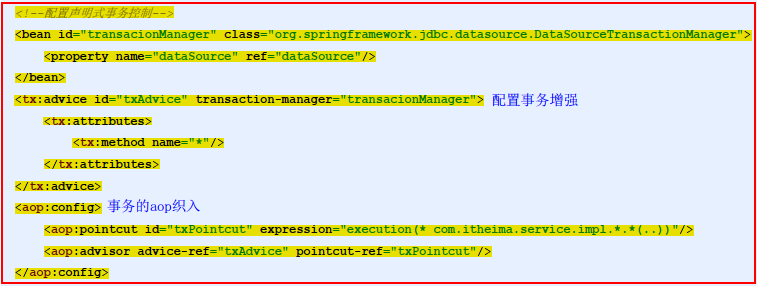 <!--配置声明式事务控制-->
<bean id="transacionManager" class="org.springframework.jdbc.datasource.DataSourceTransactionManager">
<property name="dataSource" ref="dataSource"/>
</bean>
<tx:advice id="txAdvice" transaction-manager="transacionManager"> 配置事务增强
<tx:attributes>
<tx:method name="*"/>
</tx:attributes>
</tx:advice>
<aop:config> 事务的aop织入
<aop:pointcut id="txPointcut" expression="execution(* com.itheima.service.impl.*.*(..))"/>
<aop:advisor advice-ref="txAdvice" pointcut-ref="txPointcut"/>
</aop:config>